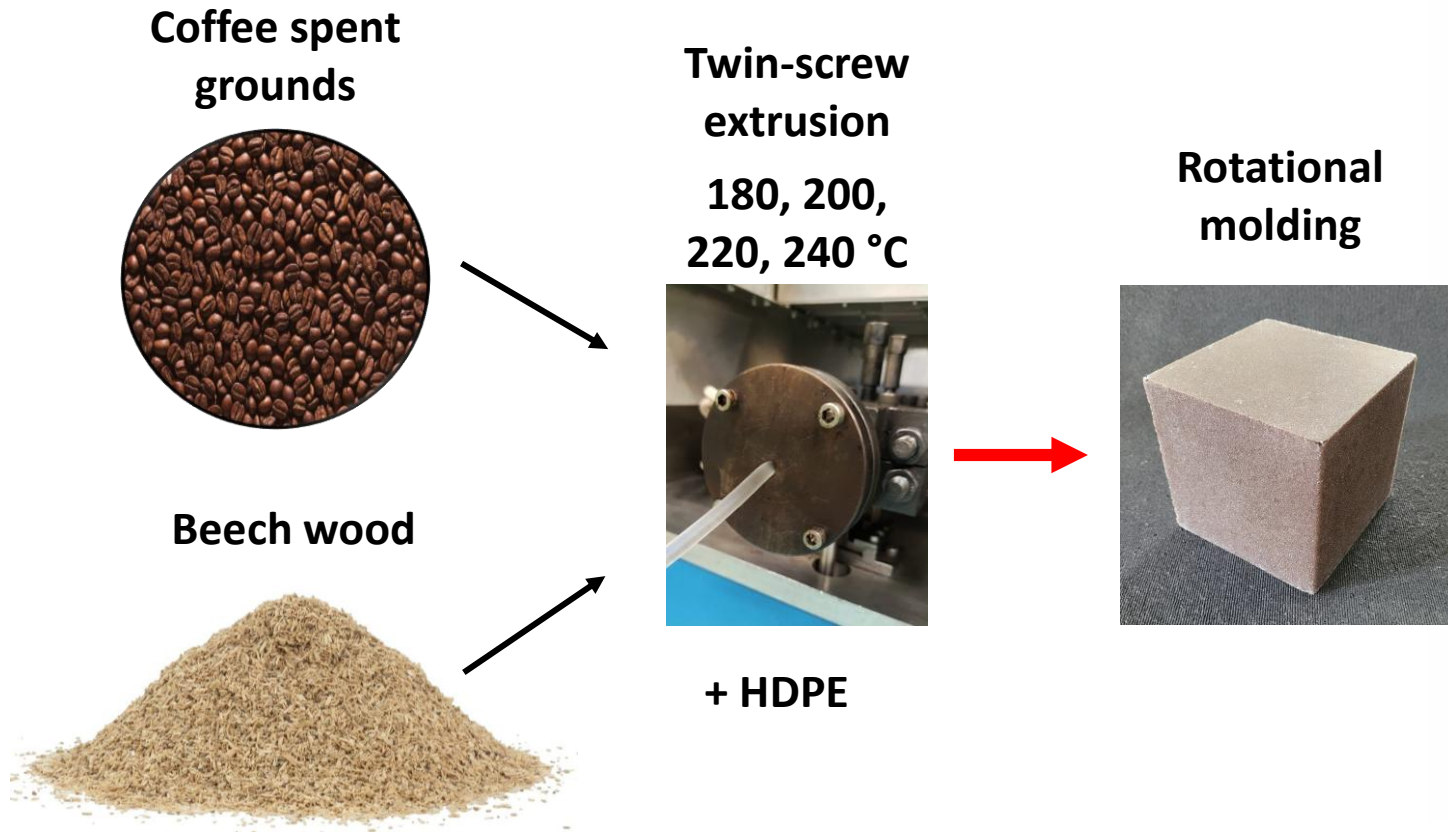 Coffee spent
grounds
Beech wood
Twin-screw
extrusion
180, 200,
220, 240 °C
+ HDPE
Rotational
molding